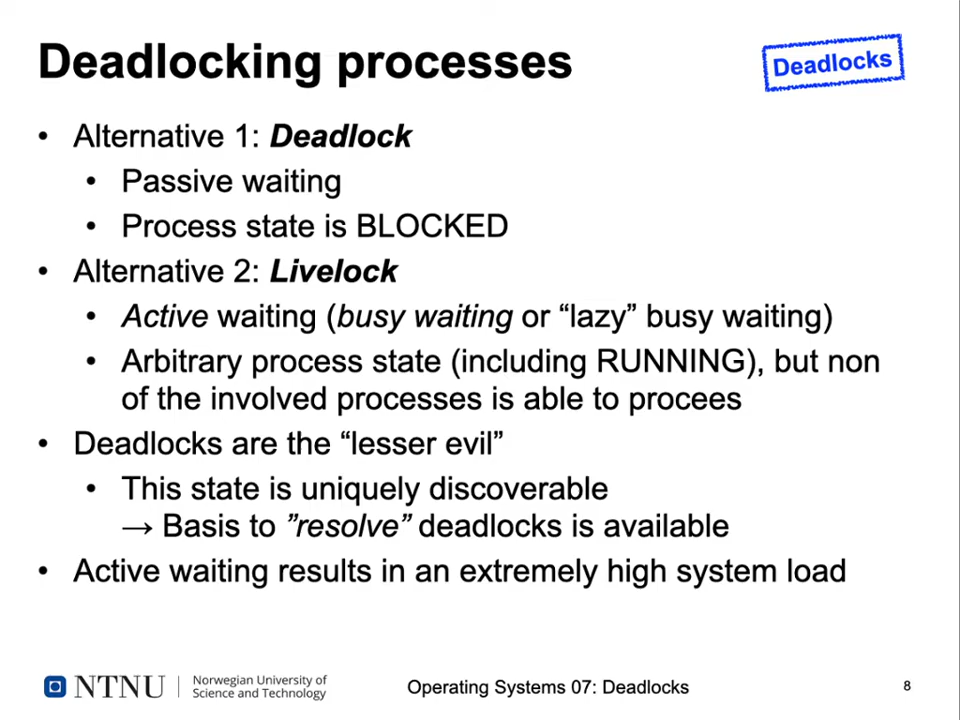 Deadlocking processes
Deadlocks
• Alternative 1: Deadlock
• Passive waiting
• Process state is BLOCKED
• Alternative 2: Livelock
• Active waiting (busy waiting or “lazy” busy waiting)
• Arbitrary process state (including RUNNING), but non
of the involved processes is able to procees
• Deadlocks are the “lesser evil”
• This state is uniquely discoverable
→ Basis to ”resolve” deadlocks is available
• Active waiting results in an extremely high system load
NTNU
Norwegian University of
Science and Technology
Operating Systems 07: Deadlocks
8